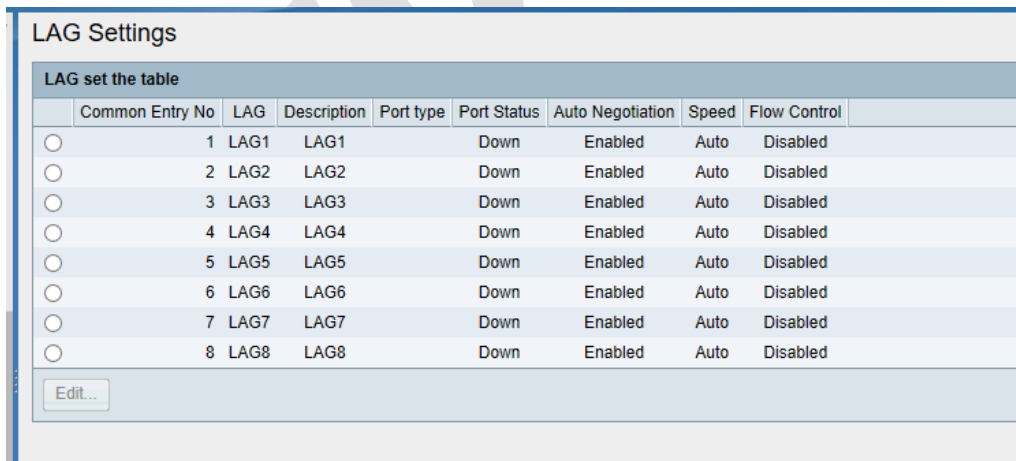 LAG Settings
LAG set the table
Common Entry No LAG Description Port type Port Status Auto Negotiation Speed Flow Control
1 LAG1 LAG1 Down Enabled Auto Disabled
2 LAG2 LAG2 Down Enabled Auto Disabled
3 LAG3 LAG3 Down Enabled Auto Disabled
4 LAG4 LAG4 Down Enabled Auto Disabled
5 LAG5 LAG5 Down Enabled Auto Disabled
6 LAG6 LAG6 Down Enabled Auto Disabled
7 LAG7 LAG7 Down Enabled Auto Disabled
8 LAG8 LAG8 Down Enabled Auto Disabled
Edit...